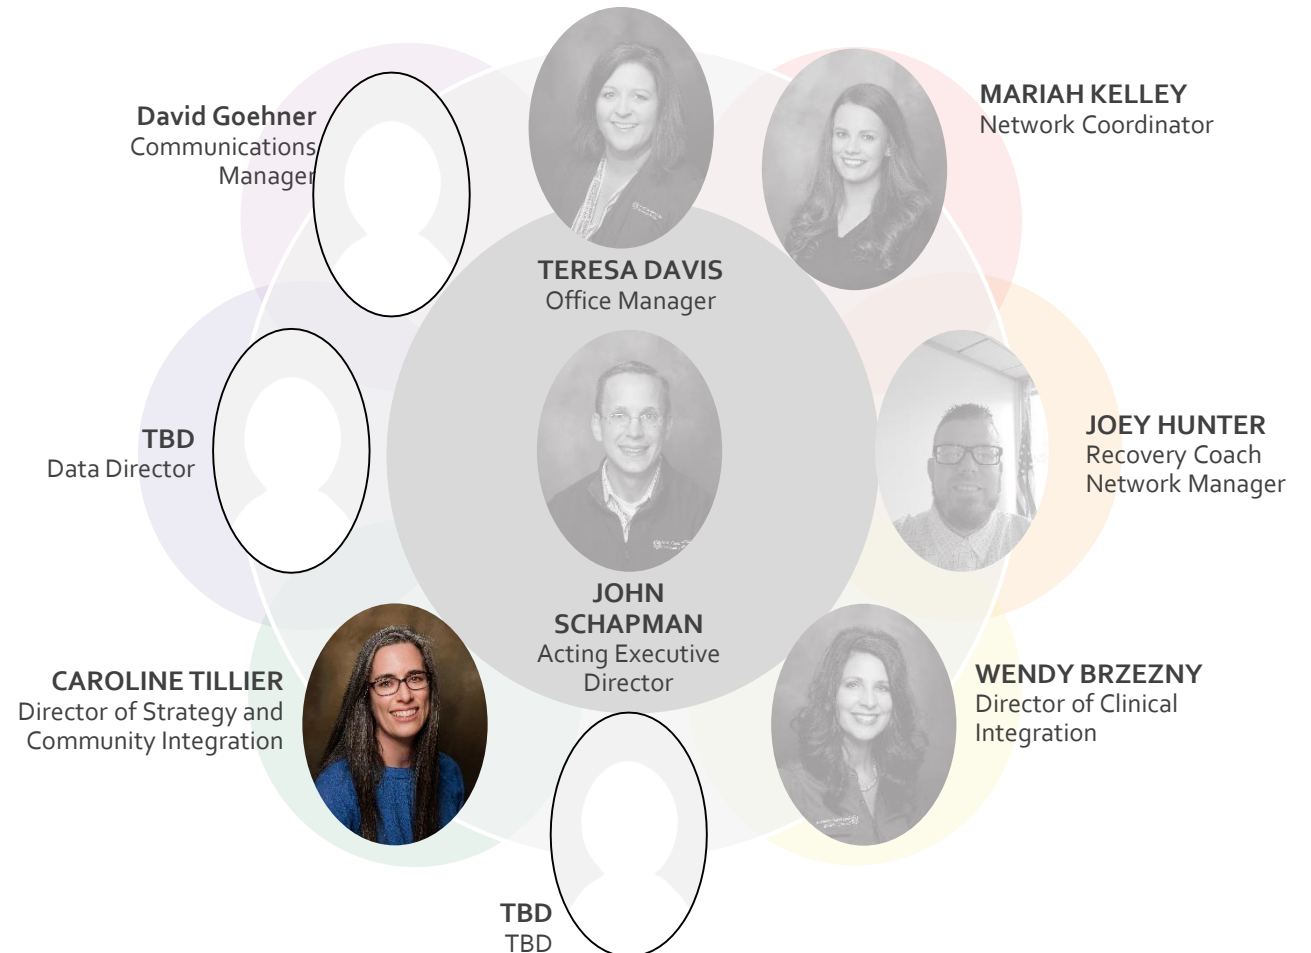 David Goehner
Communications
Manager
TERESA DAVIS
Office Manager
MARIAH KELLEY
Network Coordinator
TBD
Data Director
JOHN
SCHAPMAN
Acting Executive
Director
JOEY HUNTER
Recovery Coach
Network Manager
CAROLINE TILLIER
Director of Strategy and
Community Integration
WENDY BRZEZNY
Director of Clinical
Integration
TBD
TBD